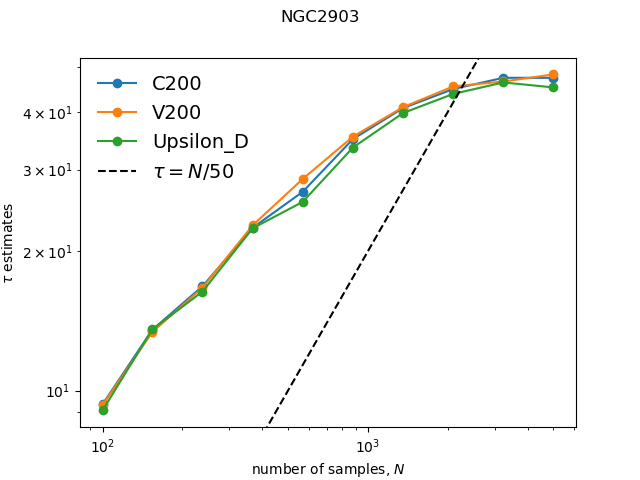 NGC2903
C200
V200
Upsilon_D
τ = N/50
4 × 10¹
3 × 10¹
2 × 10¹
10¹
τ estimates
10²
10³
number of samples, N